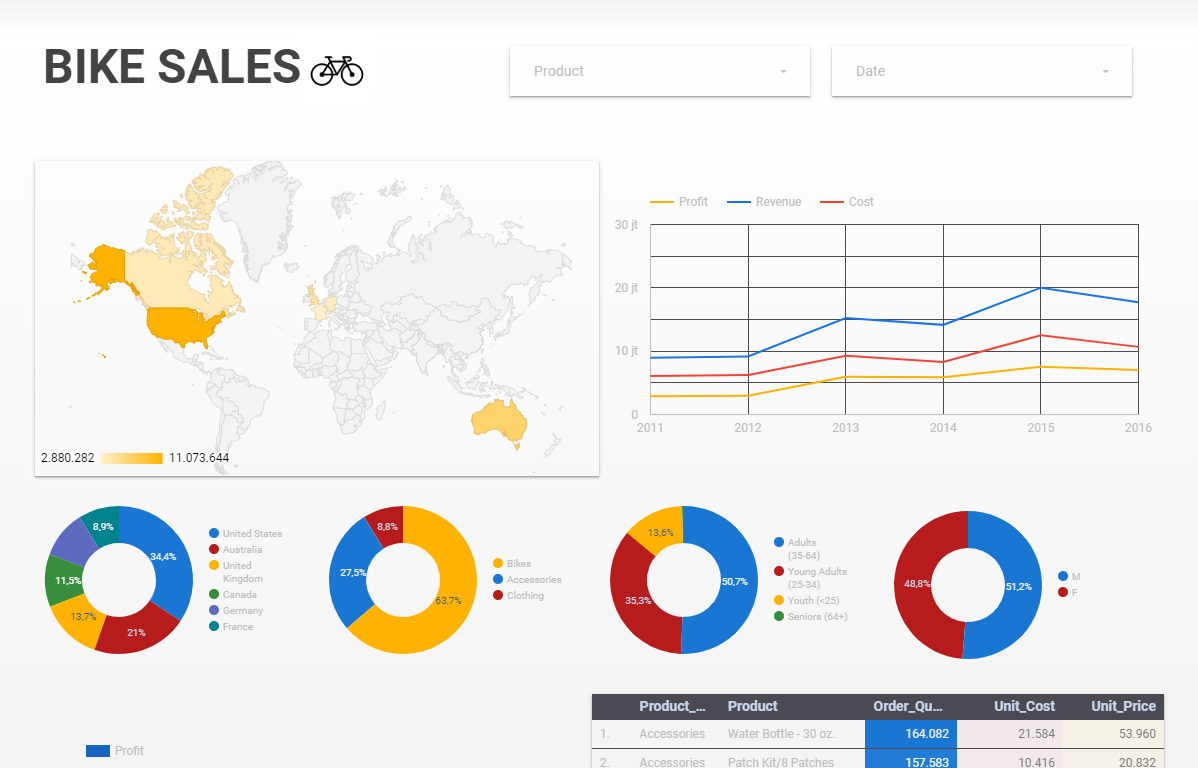 BIKE SALES
Product
Date
2.880.282
11.073.644
Profit
Revenue
Cost
30 jt
20 jt
10 jt
0
2011
2012
2013
2014
2015
2016
8,9%
34,4%
11,5%
13,7%
21%
United States
Australia
United
Kingdom
Canada
Germany
France
8,8%
27,5%
63,7%
Bikes
Accessories
Clothing
13,6%
50,7%
35,3%
Adults
(35-64)
Young Adults
(25-34)
Youth (<25)
Seniors (64+)
48,8%
51,2%
M
F
Product_... Product Order_Qu... Unit_Cost Unit_Price
1. Accessories Water Bottle - 30 oz. 164.082 21.584 53.960
2. Accessories Patch Kit/8 Patches 157.583 10.416 20.832
Profit